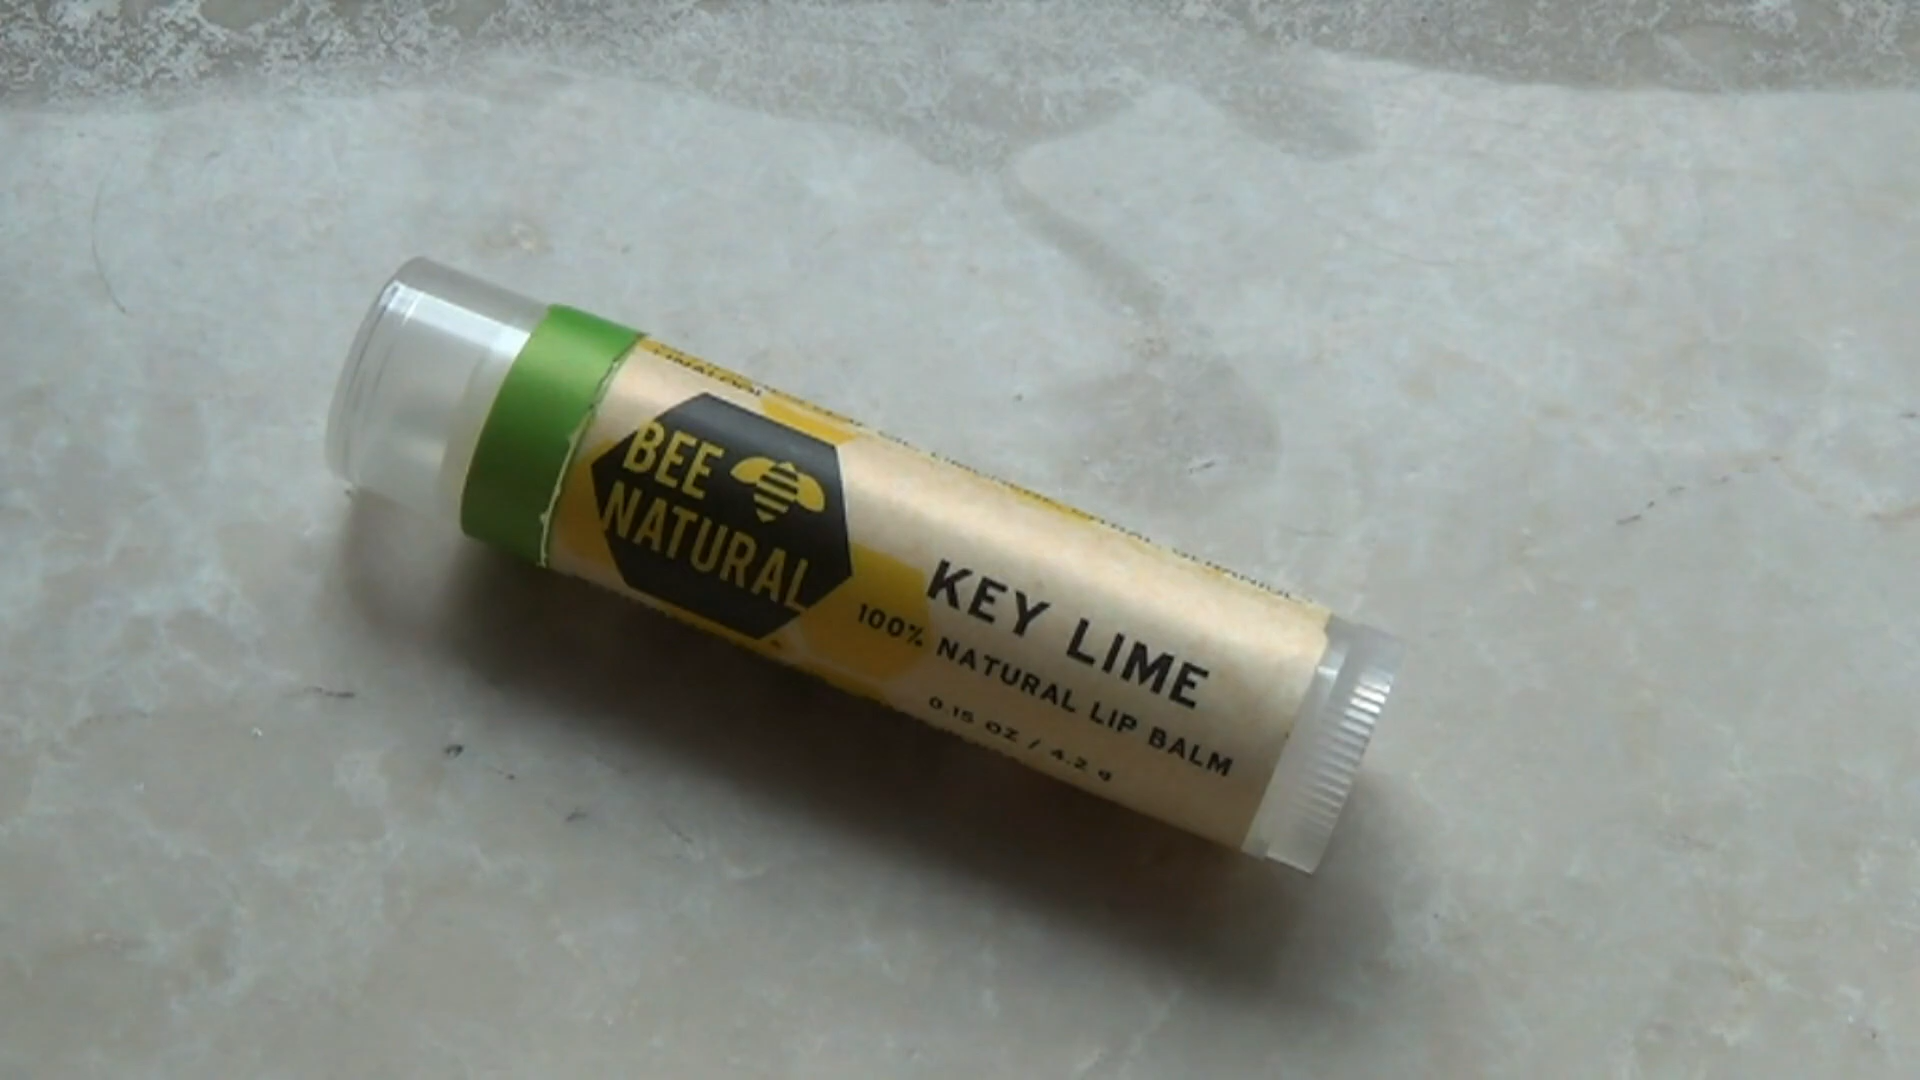 BEE
NATURAL
KEY LIME
100% NATURAL LIP BALM
0.15 OZ / 4.2 g